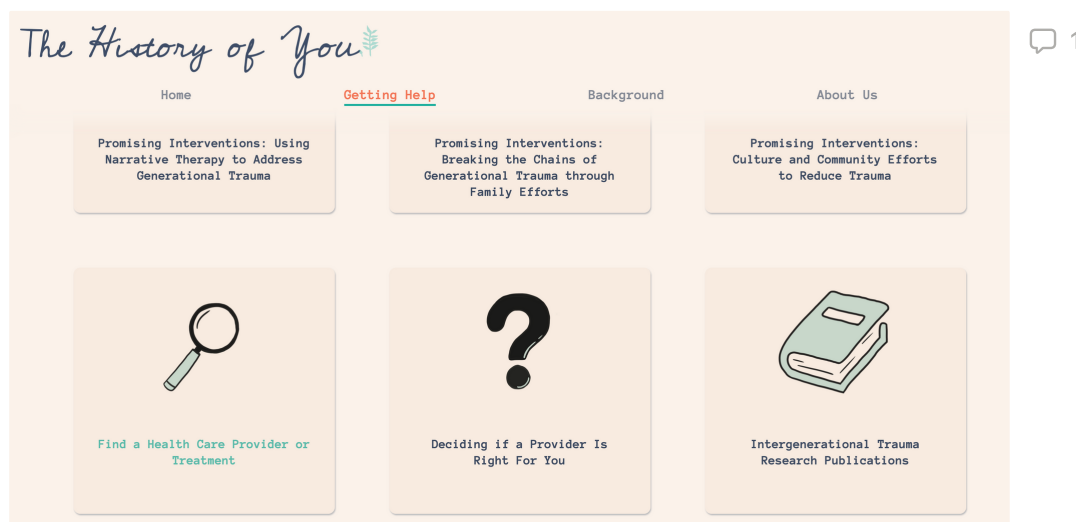 The History of You
Home
Getting Help
Background
About Us
Promising Interventions: Using
Narrative Therapy to Address
Generational Trauma
Promising Interventions:
Breaking the Chains of
Generational Trauma through
Family Efforts
Promising Interventions:
Culture and Community Efforts
to Reduce Trauma
Find a Health Care Provider or
Treatment
Deciding if a Provider Is
Right For You
Intergenerational Trauma
Research Publications